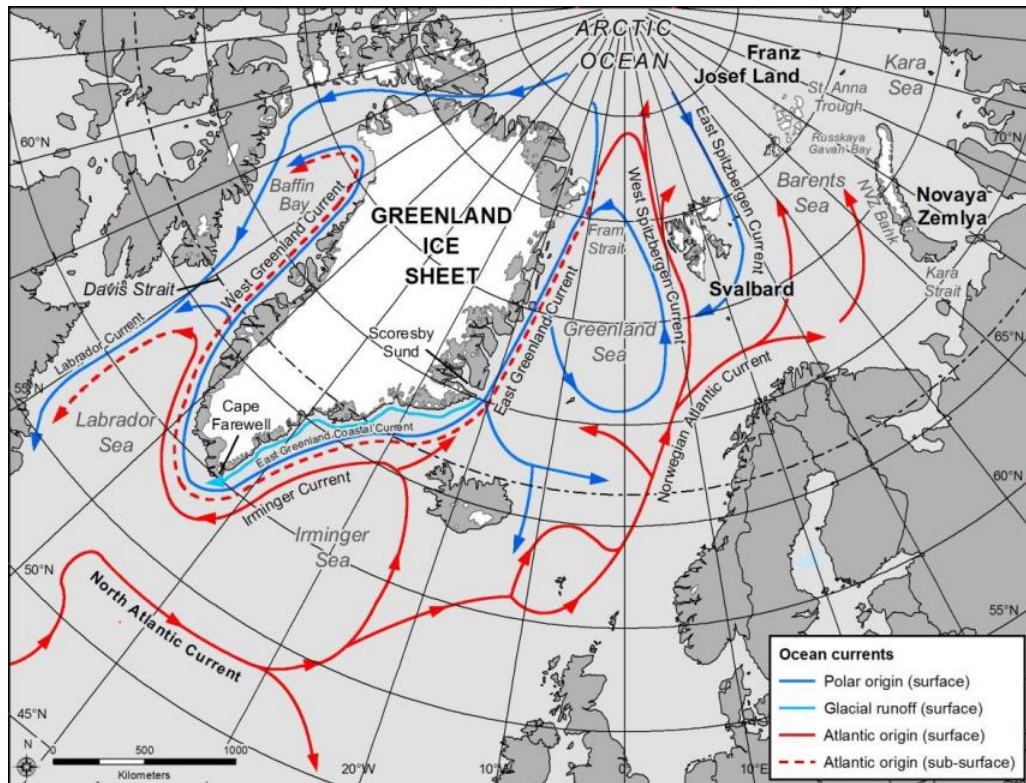 ARCTIC
OCEAN
Franz
Josef Land
Kara
Sea
St. Anna
Trough
Russkaya
Gavan-Bay
70°N
60°N
East Spitzbergen Current
Barents
Sea
NVZ Bank
Novaya
Zemlya
Baffin
Bay
GREENLAND
ICE
SHEET
West Greenland Current
Fram
Strait
West Spitzbergen Current
Svalbard
Kara
Strait
Davis Strait
Scoresby
Sund
East Greenland Current
Greenland
Sea
Labrador Current
55°N
Labrador
Sea
Cape
Farewell
East Greenland Coastal Current
Norwegian Atlantic Current
65°N
60°N
Irminger Current
Irminger
Sea
50°N
North Atlantic Current
55°N
45°N
N
0
500
1000
Kilometers
20°W
10°W
0°
10°E
Ocean currents
Polar origin (surface)
Glacial runoff (surface)
Atlantic origin (surface)
Atlantic origin (sub-surface)